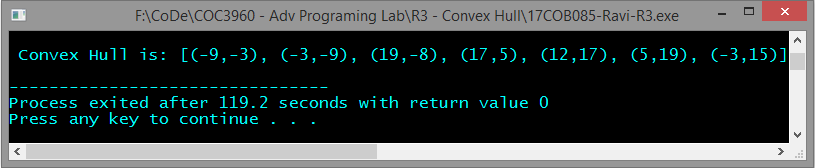 F:\CoDe\COC3960 - Adv Programing Lab\R3 - Convex Hull\17COB085-Ravi-R3.exe
Convex Hull is: [(-9,-3), (-3,-9), (19,-8), (17,5), (12,17), (5,19), (-3,15)]
--------------------------------
Process exited after 119.2 seconds with return value 0
Press any key to continue . . .